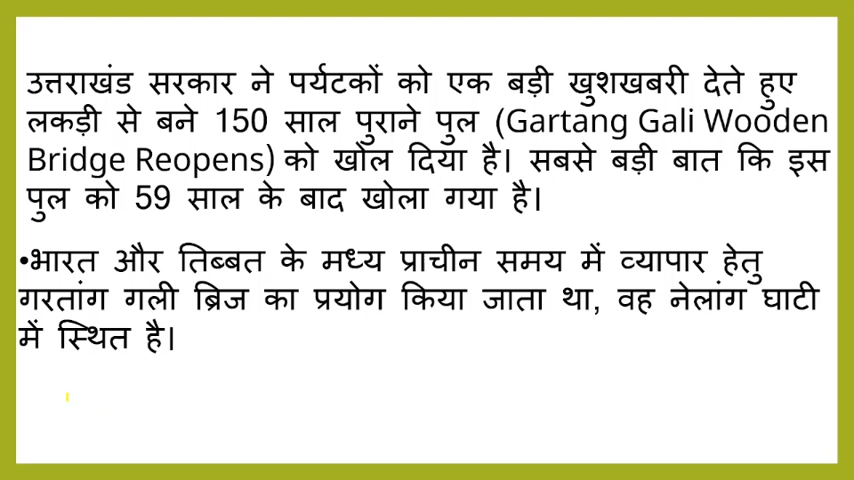 उत्तराखंड सरकार ने पर्यटकों को एक बड़ी खुशखबरी देते हुए
लकड़ी से बने 150 साल पुराने पुल (Gartang Gali Wooden
Bridge Reopens) को खोल दिया है। सबसे बड़ी बात कि इस
पुल को 59 साल के बाद खोला गया है।
•भारत और तिब्बत के मध्य प्राचीन समय में व्यापार हेतु
गरतांग गली ब्रिज का प्रयोग किया जाता था, वह नेलांग घाटी
में स्थित है।